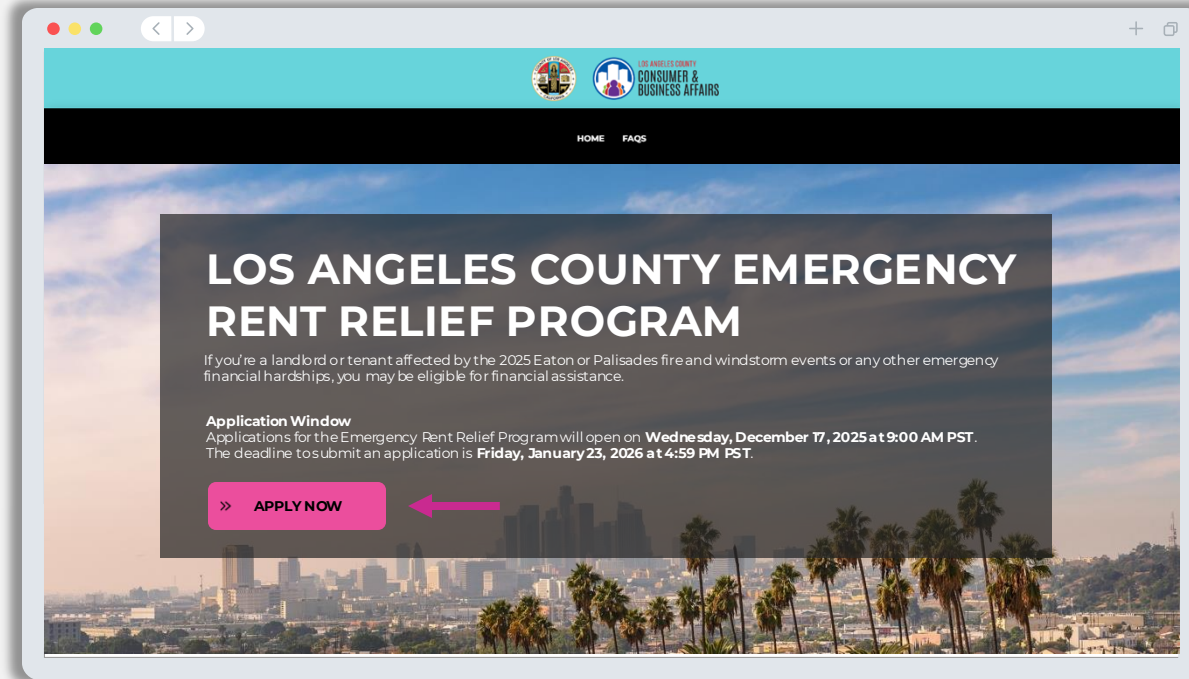 LOS ANGELES COUNTY
CONSUMER &
BUSINESS AFFAIRS
HOME FAQS
LOS ANGELES COUNTY EMERGENCY
RENT RELIEF PROGRAM
If you're a landlord or tenant affected by the 2025 Eaton or Palisades fire and windstorm events or any other emergency
financial hardships, you may be eligible for financial assistance.
Application Window
Applications for the Emergency Rent Relief Program will open on Wednesday, December 17, 2025 at 9:00 AM PST.
The deadline to submit an application is Friday, January 23, 2026 at 4:59 PM PST.
» APPLY NOW